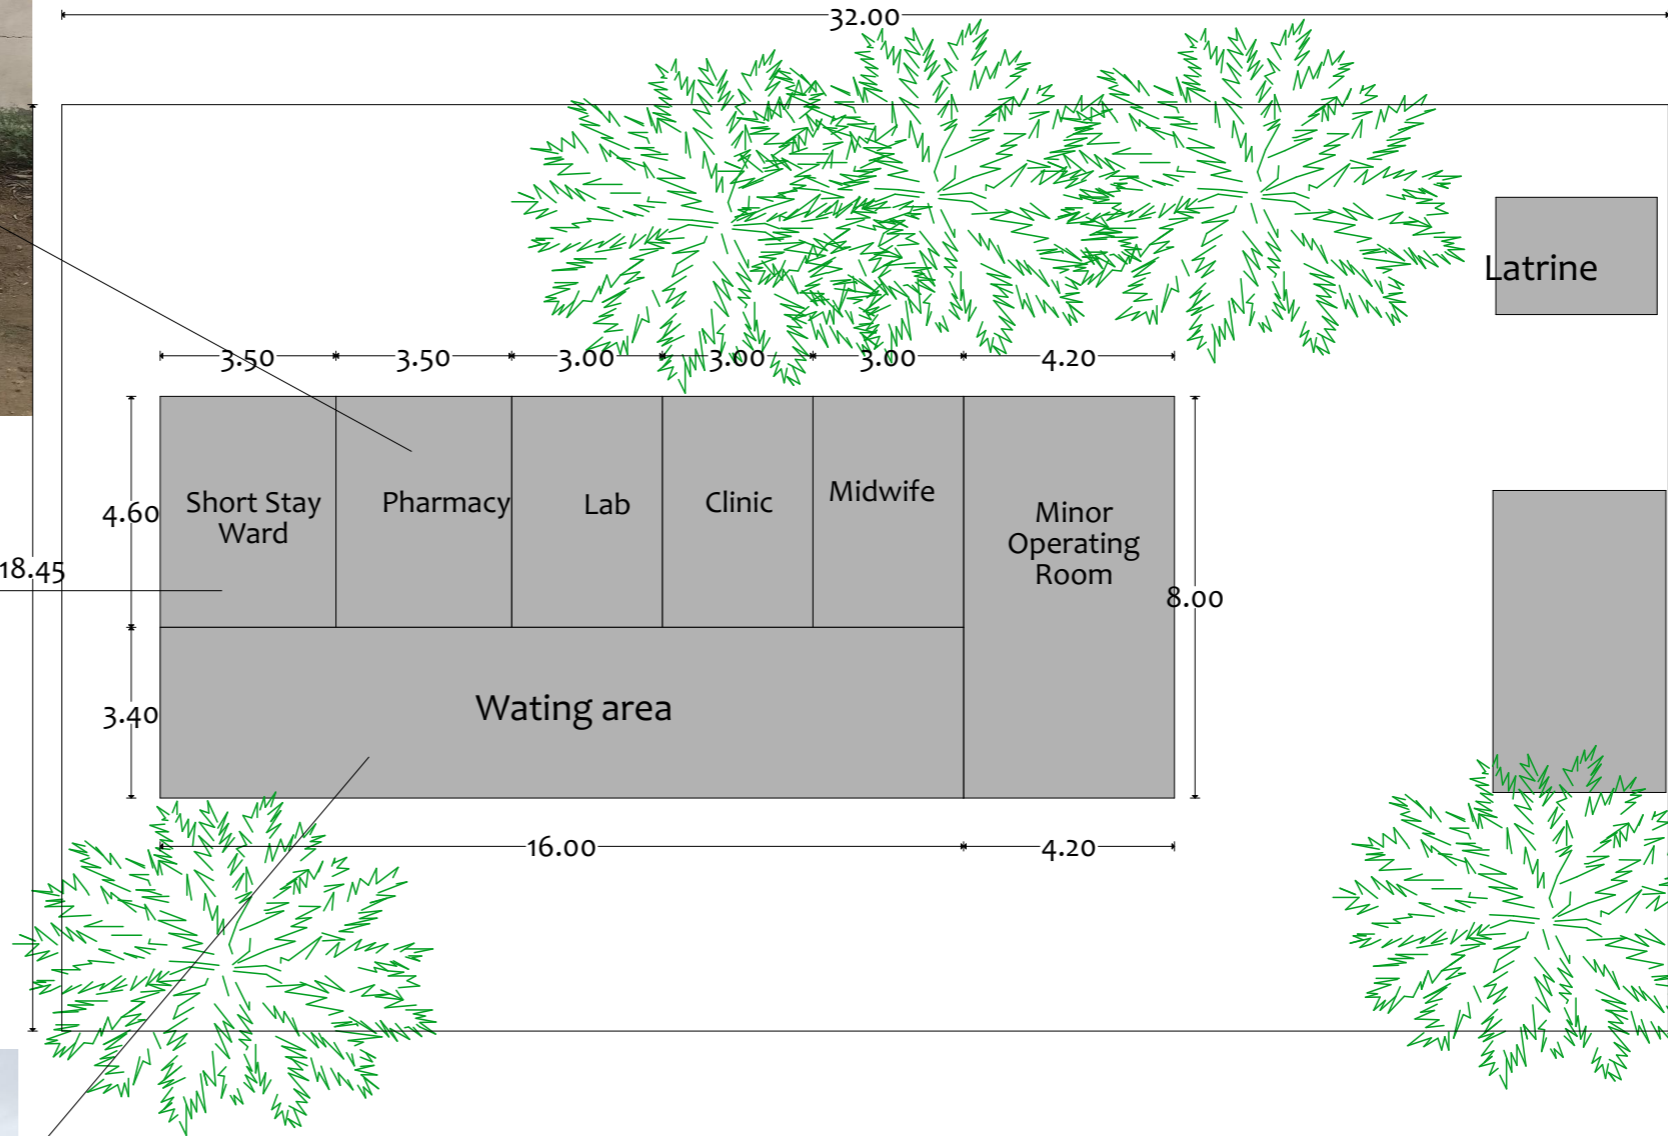 32.00
Latrine
3.50
3.50
3.00
3.00
3.00
4.20
4.60
Short Stay
Ward
Pharmacy
Lab
Clinic
Midwife
Minor
Operating
Room
18.45
8.00
3.40
Wating area
16.00
4.20